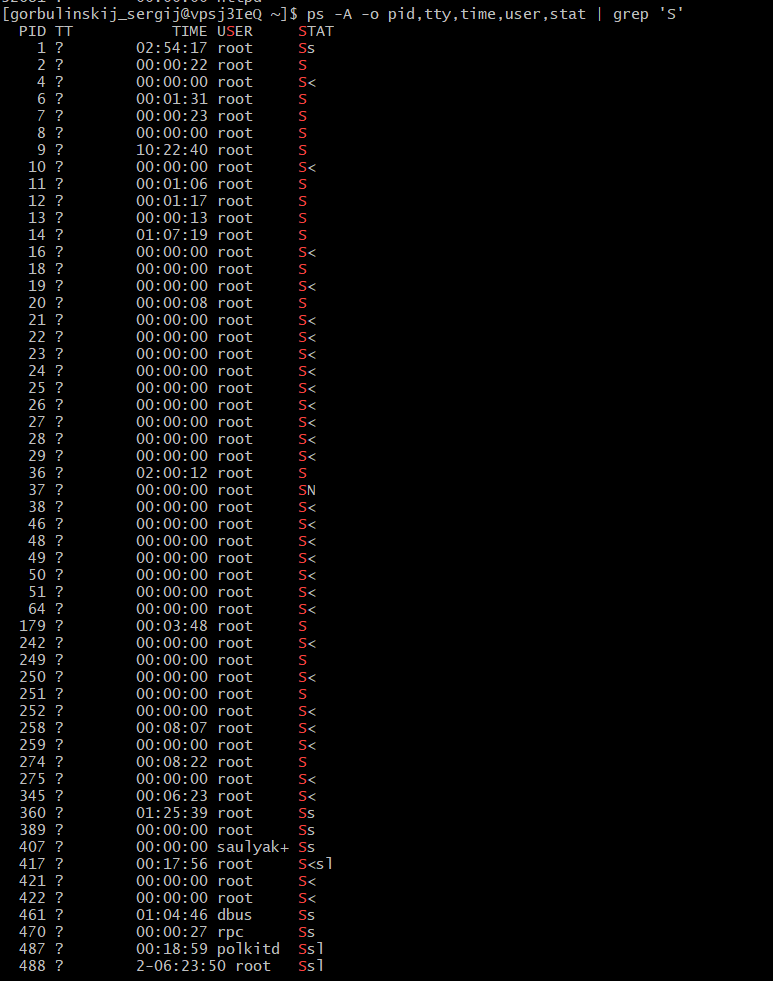 [gorbulinskij_sergij@vpsj3IeQ ~]$ ps -A -o pid,tty,time,user,stat | grep 'S'
PID TT TIME USER STAT
1 ? 02:54:17 root Ss
2 ? 00:00:22 root S
4 ? 00:00:00 root S<
6 ? 00:01:31 root S
7 ? 00:00:23 root S
8 ? 00:00:00 root S
9 ? 10:22:40 root S
10 ? 00:00:00 root S<
11 ? 00:01:06 root S
12 ? 00:01:17 root S
13 ? 00:00:13 root S
14 ? 01:07:19 root S
16 ? 00:00:00 root S<
18 ? 00:00:00 root S
19 ? 00:00:00 root S<
20 ? 00:00:08 root S
21 ? 00:00:00 root S<
22 ? 00:00:00 root S<
23 ? 00:00:00 root S<
24 ? 00:00:00 root S<
25 ? 00:00:00 root S<
26 ? 00:00:00 root S<
27 ? 00:00:00 root S<
28 ? 00:00:00 root S<
29 ? 00:00:00 root S<
36 ? 02:00:12 root S
37 ? 00:00:00 root SN
38 ? 00:00:00 root S<
46 ? 00:00:00 root S<
48 ? 00:00:00 root S<
49 ? 00:00:00 root S<
50 ? 00:00:00 root S<
51 ? 00:00:00 root S<
64 ? 00:00:00 root S<
179 ? 00:03:48 root S
242 ? 00:00:00 root S<
249 ? 00:00:00 root S
250 ? 00:00:00 root S<
251 ? 00:00:00 root S
252 ? 00:00:00 root S<
258 ? 00:08:07 root S<
259 ? 00:00:00 root S<
274 ? 00:08:22 root S
275 ? 00:00:00 root S<
345 ? 00:06:23 root S<
360 ? 01:25:39 root Ss
389 ? 00:00:00 root Ss
407 ? 00:00:00 saulyak+ Ss
417 ? 00:17:56 root S<sl
421 ? 00:00:00 root S<
422 ? 00:00:00 root S<
461 ? 01:04:46 dbus Ss
470 ? 00:00:27 rpc Ss
487 ? 00:18:59 polkitd Ssl
488 ? 2-06:23:50 root Ssl